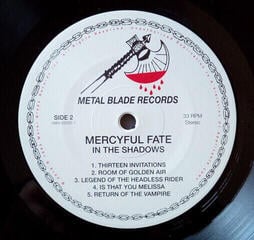 METAL BLADE RECORDS
SIDE 2
33 RPM
Stereo
MERCYFUL FATE
IN THE SHADOWS
1. THIRTEEN INVITATIONS
2. ROOM OF GOLDEN AIR
3. LEGEND OF THE HEADLESS RIDER
4. IS THAT YOU MELISSA
5. RETURN OF THE VAMPIRE